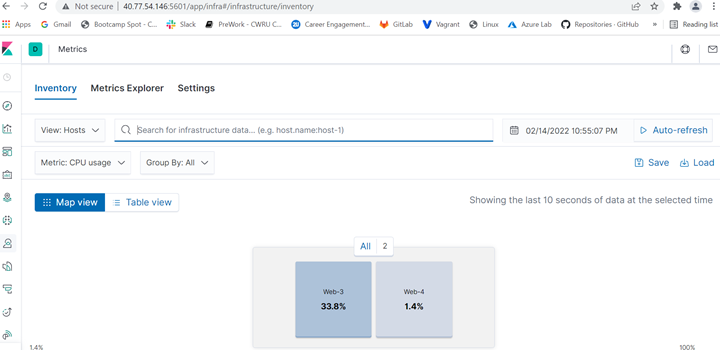 Not secure | 40.77.54.146:5601/app/infra#/infrastructure/inventory
Apps G Gmail Bootcamp Spot - C... Slack PreWork - CWRU C... Career Engagement... GitLab Vagrant Linux Azure Lab Repositories · GitHub » Reading list
D Metrics
Inventory Metrics Explorer Settings
View: Hosts Search for infrastructure data... (e.g. host.name:host-1) 02/14/2022 10:55:07 PM Auto-refresh
Metric: CPU usage Group By: All Save Load
Map view Table view Showing the last 10 seconds of data at the selected time
All 2
Web-3 Web-4
33.8% 1.4%
1.4% 100%